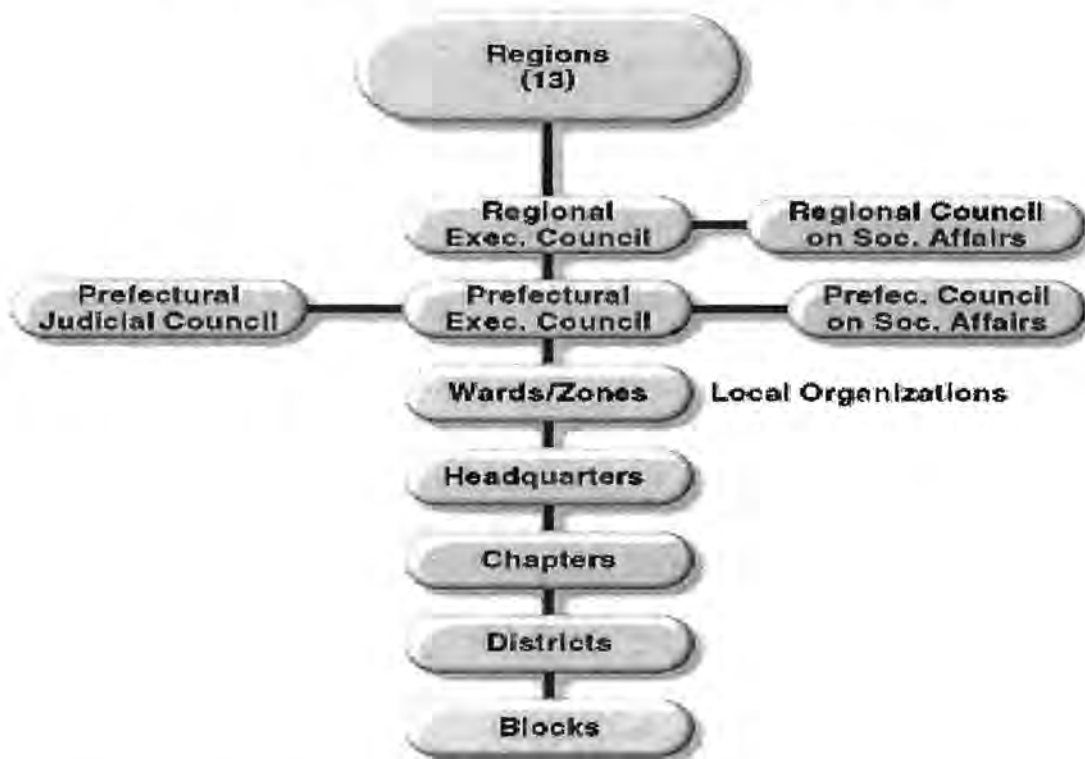 Regions
(13)
Regional
Exec. Council
Regional Council
on Soc. Affairs
Prefectural
Judicial Council
Prefectural
Exec. Council
Prefec. Council
on Soc. Affairs
Wards/Zones
Local Organizations
Headquarters
Chapters
Districts
Blocks